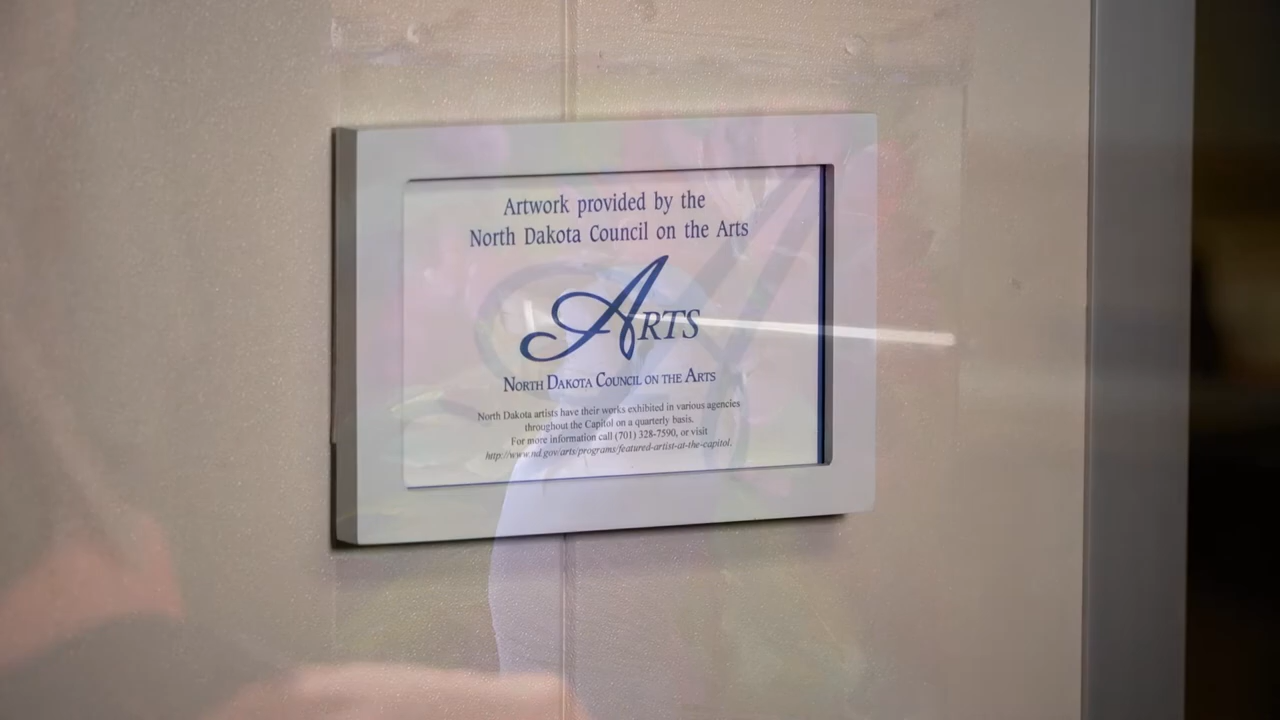 Artwork provided by the
North Dakota Council on the Arts
ARTS
NORTH DAKOTA COUNCIL ON THE ARTS
North Dakota artists have their works exhibited in various agencies
throughout the Capitol on a quarterly basis.
For more information call (701) 328-7590, or visit
http://www.nd.gov/arts/programs/featured-artist-at-the-capitol.